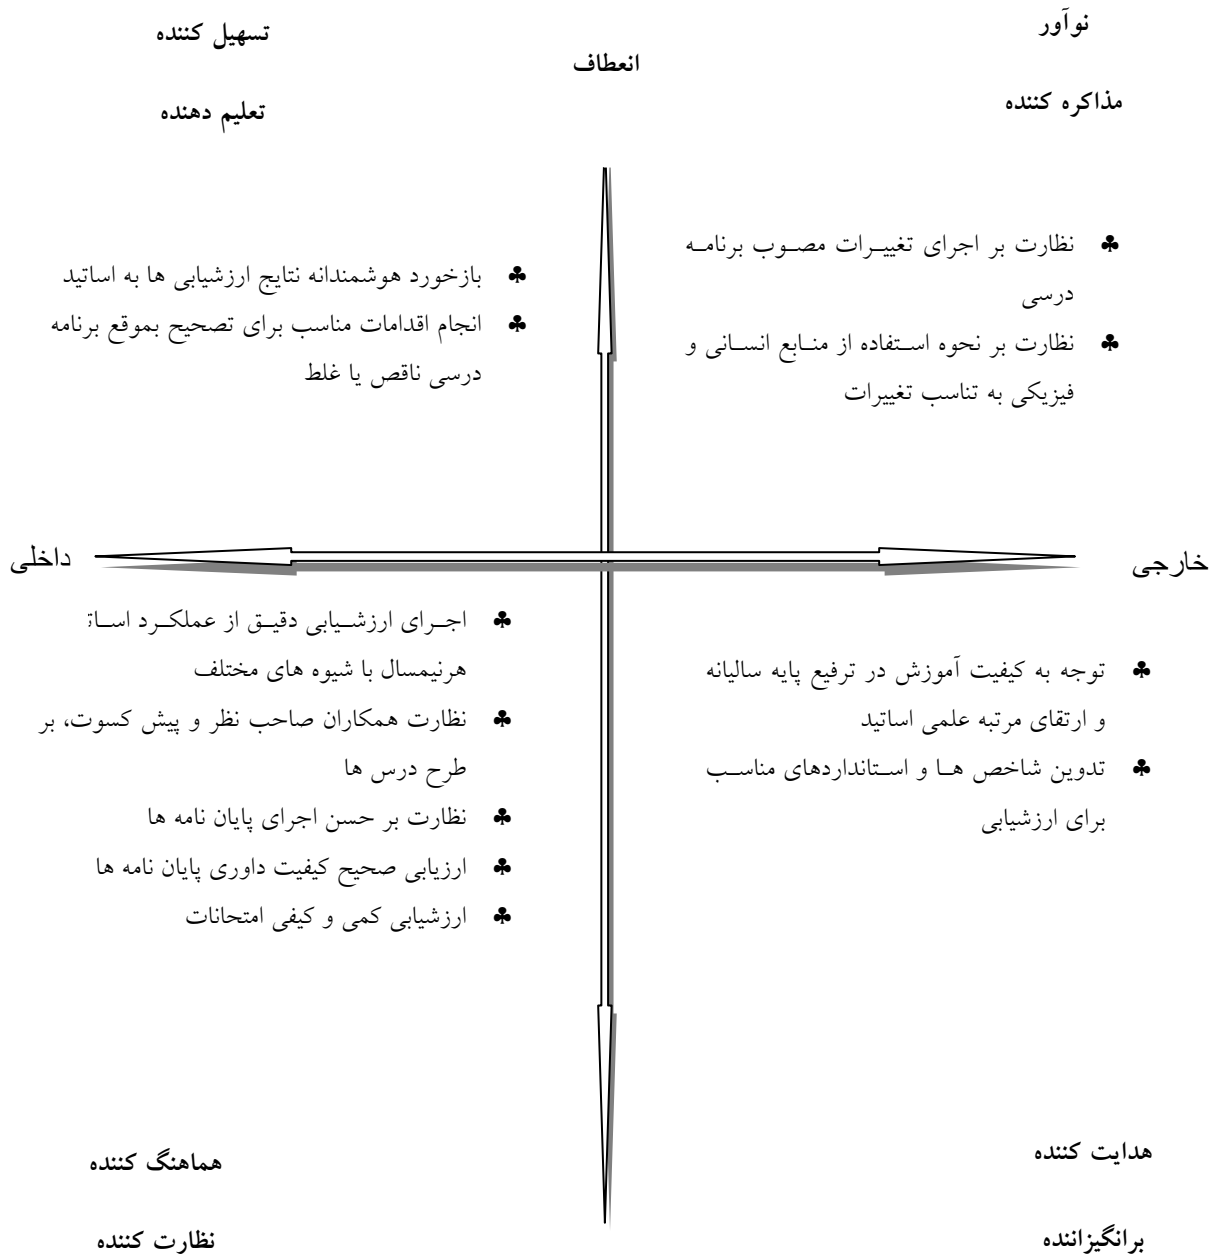 نوآور
تسهیل کننده
انعطاف
مذاکره کننده
تعلیم دهنده
♣ نظارت بر اجرای تغییرات مصوب برنامه
درسی
♣ نظارت بر نحوه استفاده از منابع انسانی و
فیزیکی به تناسب تغییرات
♣ بازخورد هوشمندانه نتایج ارزشیابی ها به اساتید
♣ انجام اقدامات مناسب برای تصحیح بموقع برنامه
درسی ناقص یا غلط
خارجی
داخلی
♣ توجه به کیفیت آموزش در ترفیع پایه سالیانه
و ارتقای مرتبه علمی اساتید
♣ تدوین شاخص ها و استانداردهای مناسب
برای ارزشیابی
♣ اجرای ارزشیابی دقیق از عملکرد
هرنیمسال با شیوه های مختلف
♣ نظارت همکاران صاحب نظر و پیش کسوت، بر
طرح درس ها
♣ نظارت بر حسن اجرای پایان نامه ها
♣ ارزیابی صحیح کیفیت داوری پایان نامه ها
♣ ارزشیابی کمی و کیفی امتحانات
هدایت کننده
هماهنگ کننده
برانگیزاننده
نظارت کننده